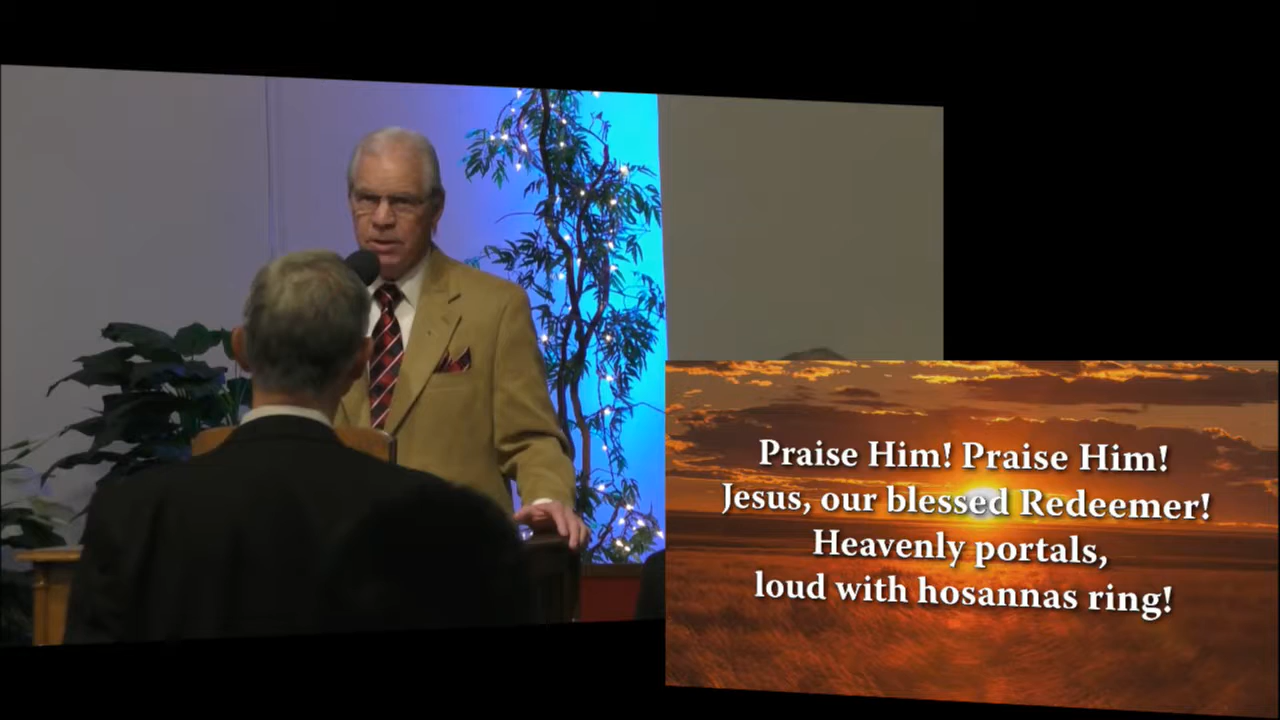 Praise Him! Praise Him!
Jesus, our blessed Redeemer!
Heavenly portals,
loud with hosannas ring!